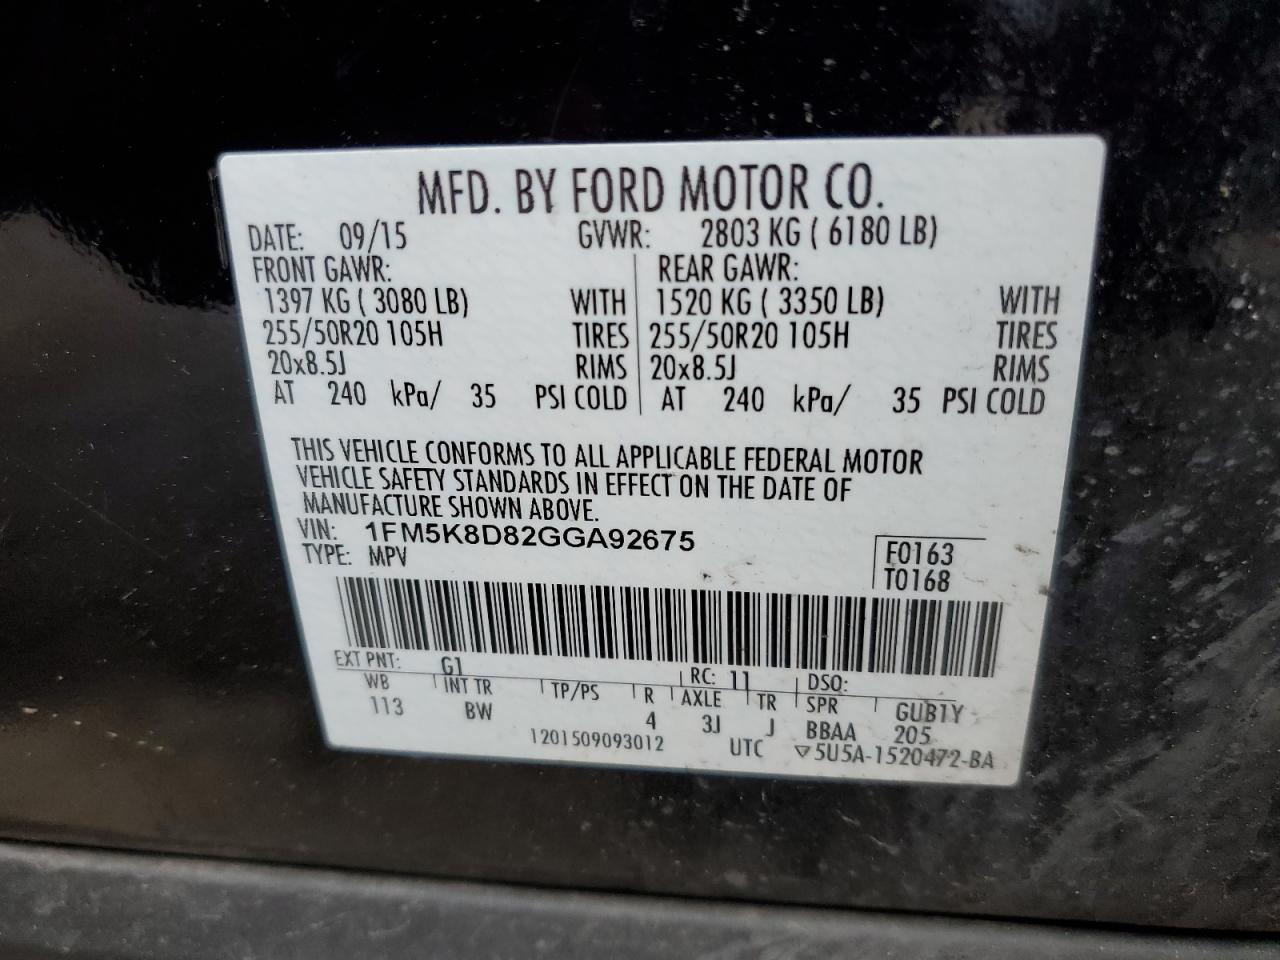 MFD. BY FORD MOTOR CO.
DATE: 09/15 GVWR: 2803 KG ( 6180 LB)
FRONT GAWR: REAR GAWR:
1397 KG ( 3080 LB) WITH 1520 KG ( 3350 LB) WITH
255/50R20 105H TIRES 255/50R20 105H TIRES
20x8.5J RIMS 20x8.5J RIMS
AT 240 kPa/ 35 PSI COLD AT 240 kPa/ 35 PSI COLD
THIS VEHICLE CONFORMS TO ALL APPLICABLE FEDERAL MOTOR
VEHICLE SAFETY STANDARDS IN EFFECT ON THE DATE OF
MANUFACTURE SHOWN ABOVE.
VIN: 1FM5K8D82GGA92675
TYPE: MPV
F0163
T0168
EXT PNT: G1 RC: 11 DSO:
WB INT TR TP/PS R AXLE TR SPR GUB1Y
113 BW 4 3J J BBAA 205
1201509093012 UTC ▽5U5A-1520472-BA